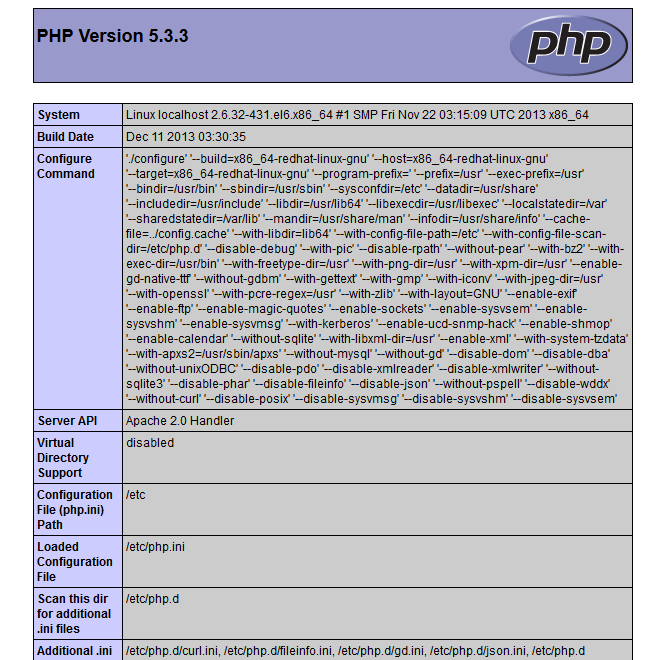 PHP Version 5.3.3
php
System
Linux localhost 2.6.32-431.el6.x86_64 #1 SMP Fri Nov 22 03:15:09 UTC 2013 x86_64
Build Date
Dec 11 2013 03:30:35
Configure
Command
'./configure' '--build=x86_64-redhat-linux-gnu' '--host=x86_64-redhat-linux-gnu'
'--target=x86_64-redhat-linux-gnu' '--program-prefix=' '--prefix=/usr' '--exec-prefix=/usr'
'--bindir=/usr/bin' '--sbindir=/usr/sbin' '--sysconfdir=/etc' '--datadir=/usr/share'
'--includedir=/usr/include' '--libdir=/usr/lib64' '--libexecdir=/usr/libexec' '--localstatedir=/var'
'--sharedstatedir=/var/lib' '--mandir=/usr/share/man' '--infodir=/usr/share/info' '--cache-
file=../config.cache' '--with-libdir=lib64' '--with-config-file-path=/etc' '--with-config-file-scan-
dir=/etc/php.d' '--disable-debug' '--with-pic' '--disable-rpath' '--without-pear' '--with-bz2' '--with-
exec-dir=/usr/bin' '--with-freetype-dir=/usr' '--with-png-dir=/usr' '--with-xpm-dir=/usr' '--enable-
gd-native-ttf' '--without-gdbm' '--with-gettext' '--with-gmp' '--with-iconv' '--with-jpeg-dir=/usr'
'--with-openssl' '--with-pcre-regex=/usr' '--with-zlib' '--with-layout=GNU' '--enable-exif'
'--enable-ftp' '--enable-magic-quotes' '--enable-sockets' '--enable-sysvsem' '--enable-
sysvshm' '--enable-sysvmsg' '--with-kerberos' '--enable-ucd-snmp-hack' '--enable-shmop'
'--enable-calendar' '--without-sqlite' '--with-libxml-dir=/usr' '--enable-xml' '--with-system-tzdata'
'--with-apxs2=/usr/sbin/apxs' '--without-mysql' '--without-gd' '--disable-dom' '--disable-dba'
'--without-unixODBC' '--disable-pdo' '--disable-xmlreader' '--disable-xmlwriter' '--without-
sqlite3' '--disable-phar' '--disable-fileinfo' '--disable-json' '--without-pspell' '--disable-wddx'
'--without-curl' '--disable-posix' '--disable-sysvmsg' '--disable-sysvshm' '--disable-sysvsem'
Server API
Apache 2.0 Handler
Virtual
Directory
Support
disabled
Configuration
File (php.ini)
Path
/etc
Loaded
Configuration
File
/etc/php.ini
Scan this dir
for additional
.ini files
/etc/php.d
Additional .ini
/etc/php.d/curl.ini, /etc/php.d/fileinfo.ini, /etc/php.d/gd.ini, /etc/php.d/json.ini, /etc/php.d